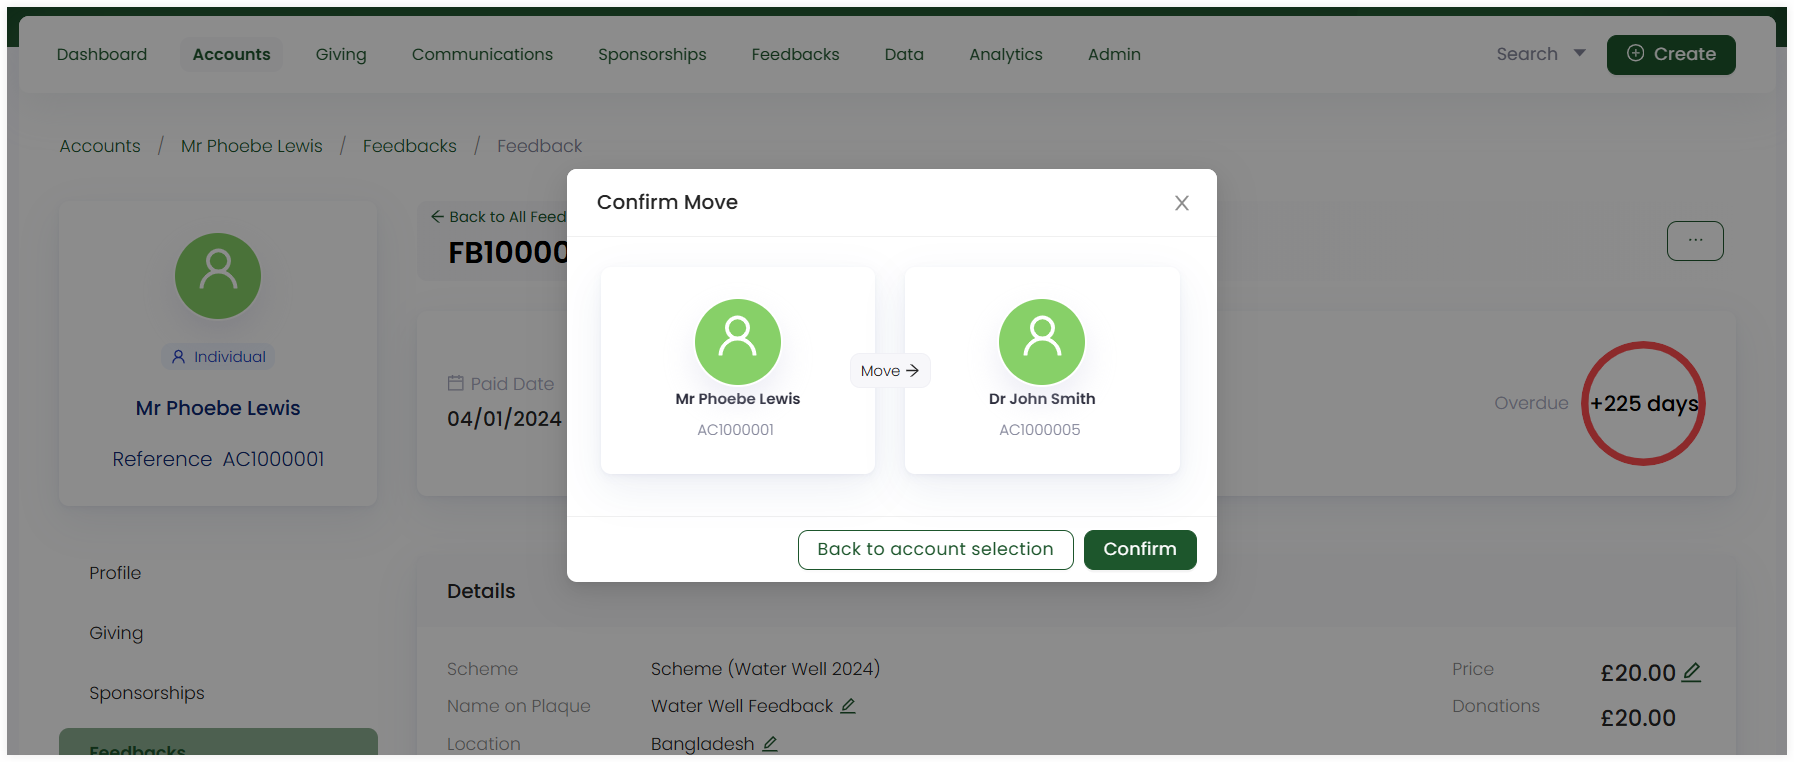 Dashboard Accounts Giving Communications Sponsorships Feedbacks Data Analytics Admin Search Create
Accounts / Mr Phoebe Lewis / Feedbacks / Feedback
Individual
Mr Phoebe Lewis
Reference AC1000001
Profile
Giving
Sponsorships
Feedbacks
Back to All Feed
FB10000
...
Paid Date
04/01/2024
Overdue
+225 days
Confirm Move
X
Mr Phoebe Lewis
AC1000001
Move →
Dr John Smith
AC1000005
Back to account selection Confirm
Details
Scheme Scheme (Water Well 2024)
Name on Plaque Water Well Feedback
Location Bangladesh
Price £20.00
Donations £20.00